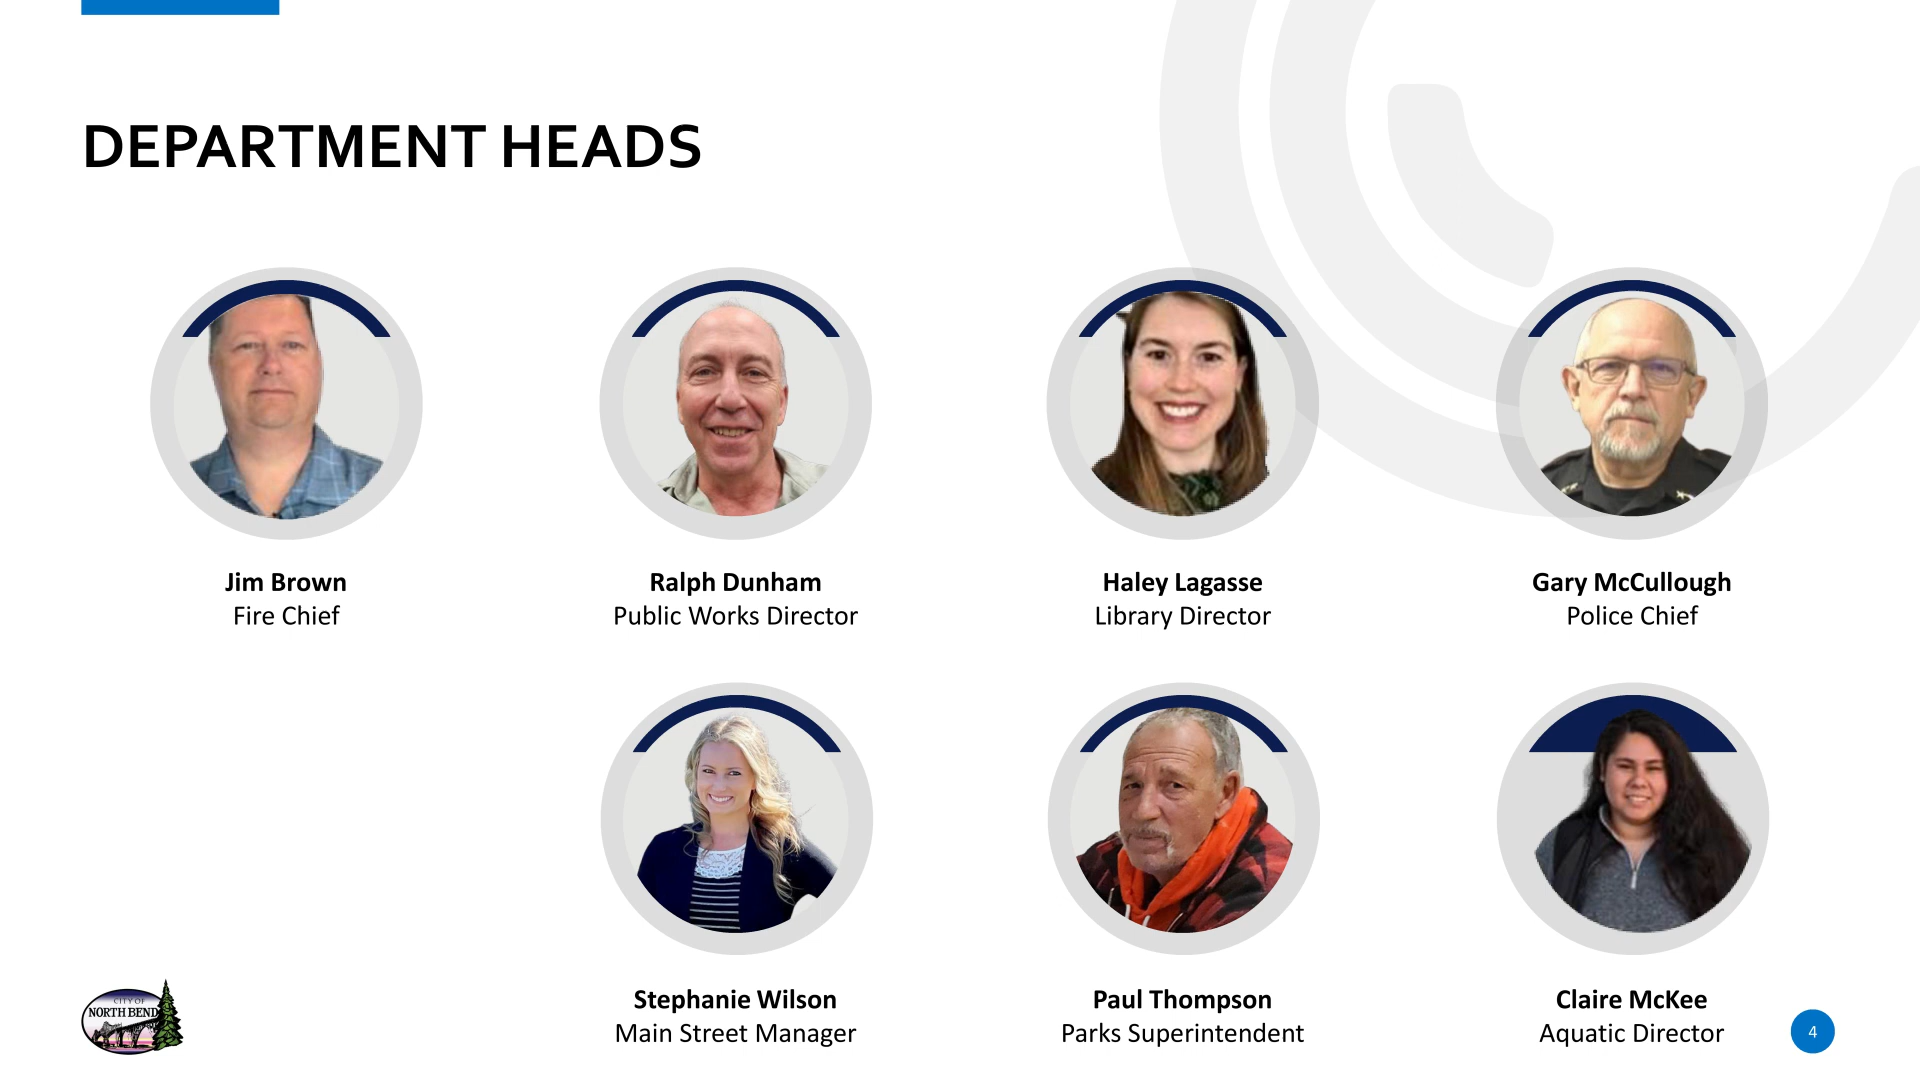 DEPARTMENT HEADS
Jim Brown
Fire Chief
Ralph Dunham
Public Works Director
Haley Lagasse
Library Director
Gary McCullough
Police Chief
Stephanie Wilson
Main Street Manager
Paul Thompson
Parks Superintendent
Claire McKee
Aquatic Director
CITY OF
NORTH BEND
4